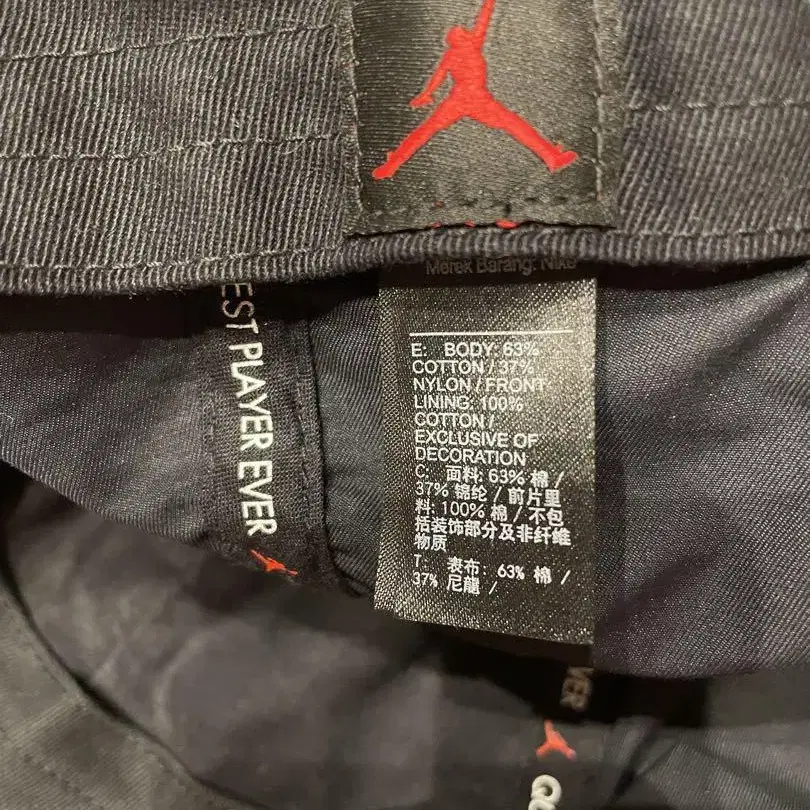 Merek Barang: Nike
E: BODY: 63%
COTTON / 37%
NYLON / FRONT
LINING: 100%
COTTON /
EXCLUSIVE OF
DECORATION
C: 面料: 63% 棉 /
37% 锦纶 / 前片里
料: 100% 棉 / 不包
括装饰部分及非纤维
物质
T: 表布: 63% 棉 /
37% 尼龍 /
EST PLAYER EVER
VER